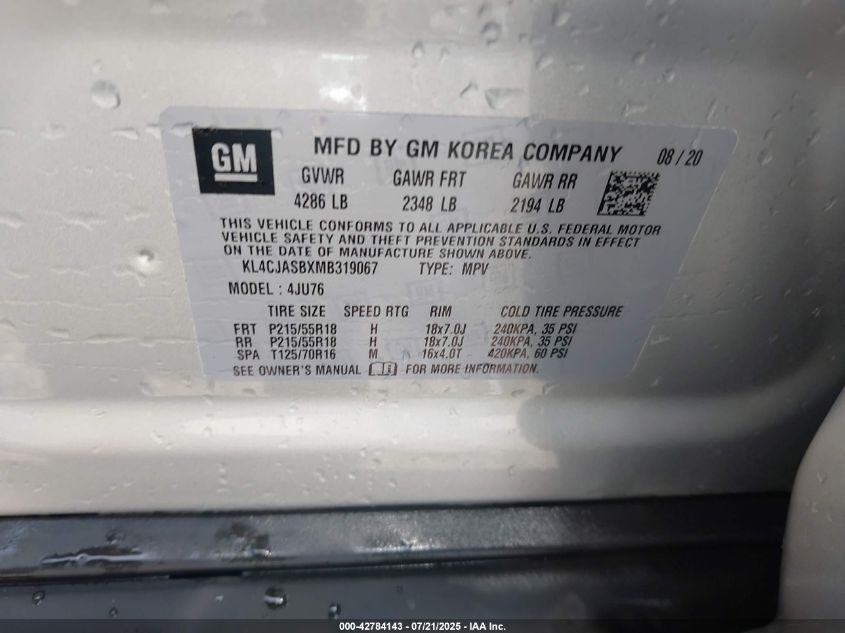 GM
MFD BY GM KOREA COMPANY 08/20
GVWR GAWR FRT GAWR RR
4286 LB 2348 LB 2194 LB
THIS VEHICLE CONFORMS TO ALL APPLICABLE U.S. FEDERAL MOTOR
VEHICLE SAFETY AND THEFT PREVENTION STANDARDS IN EFFECT
ON THE DATE OF MANUFACTURE SHOWN ABOVE.
KL4CJASBXMB319067 TYPE: MPV
MODEL: 4JU76
TIRE SIZE SPEED RTG RIM COLD TIRE PRESSURE
FRT P215/55R18 H 18x7.0J 240KPA, 35 PSI
RR P215/55R18 H 18x7.0J 240KPA, 35 PSI
SPA T125/70R16 M 16x4.0T 420KPA, 60 PSI
SEE OWNER'S MANUAL FOR MORE INFORMATION.
000-42784143 - 07/21/2025 - IAA Inc.